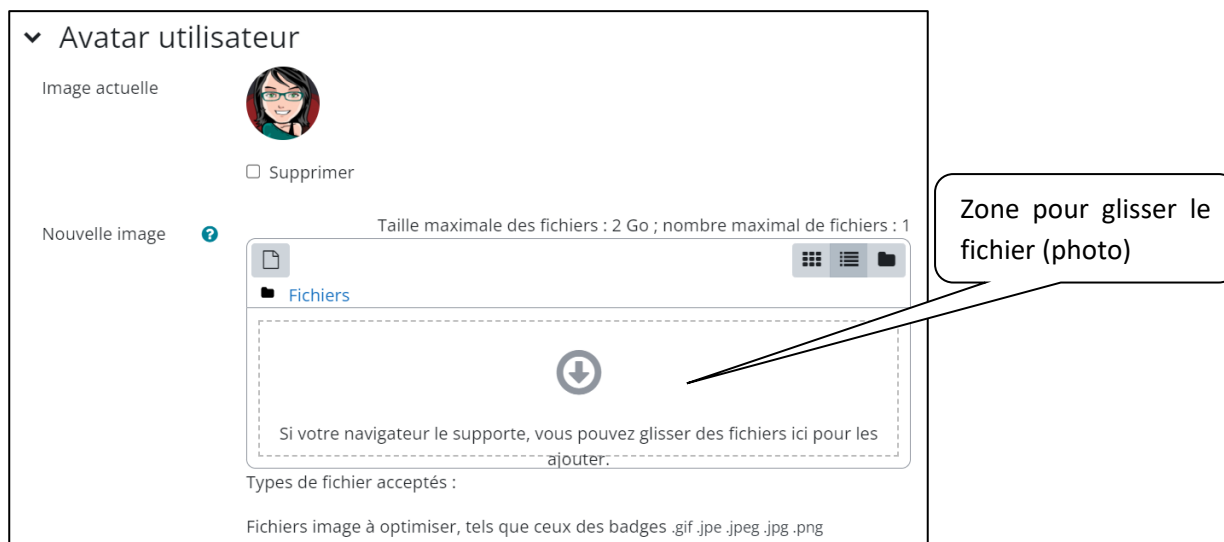 Avatar utilisateur
Image actuelle
Supprimer
Nouvelle image
Taille maximale des fichiers : 2 Go ; nombre maximal de fichiers : 1
Fichiers
Si votre navigateur le supporte, vous pouvez glisser des fichiers ici pour les
ajouter.
Types de fichier acceptés :
Fichiers image à optimiser, tels que ceux des badges .gif .jpe .jpeg .jpg .png
Zone pour glisser le
fichier (photo)